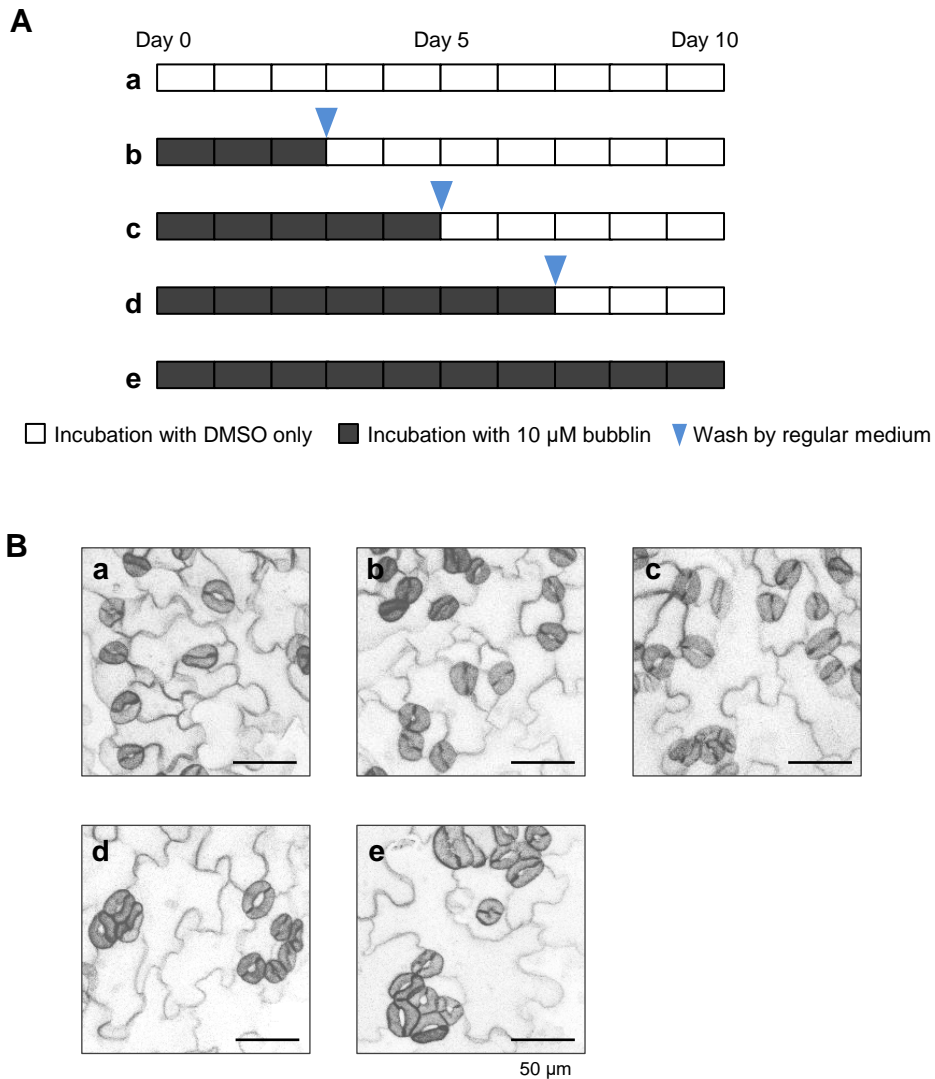 A
Day 0 Day 5 Day 10
a
b
c
d
e
Incubation with DMSO only Incubation with 10 µM bubblin Wash by regular medium
B
a b c
d e
50 µm